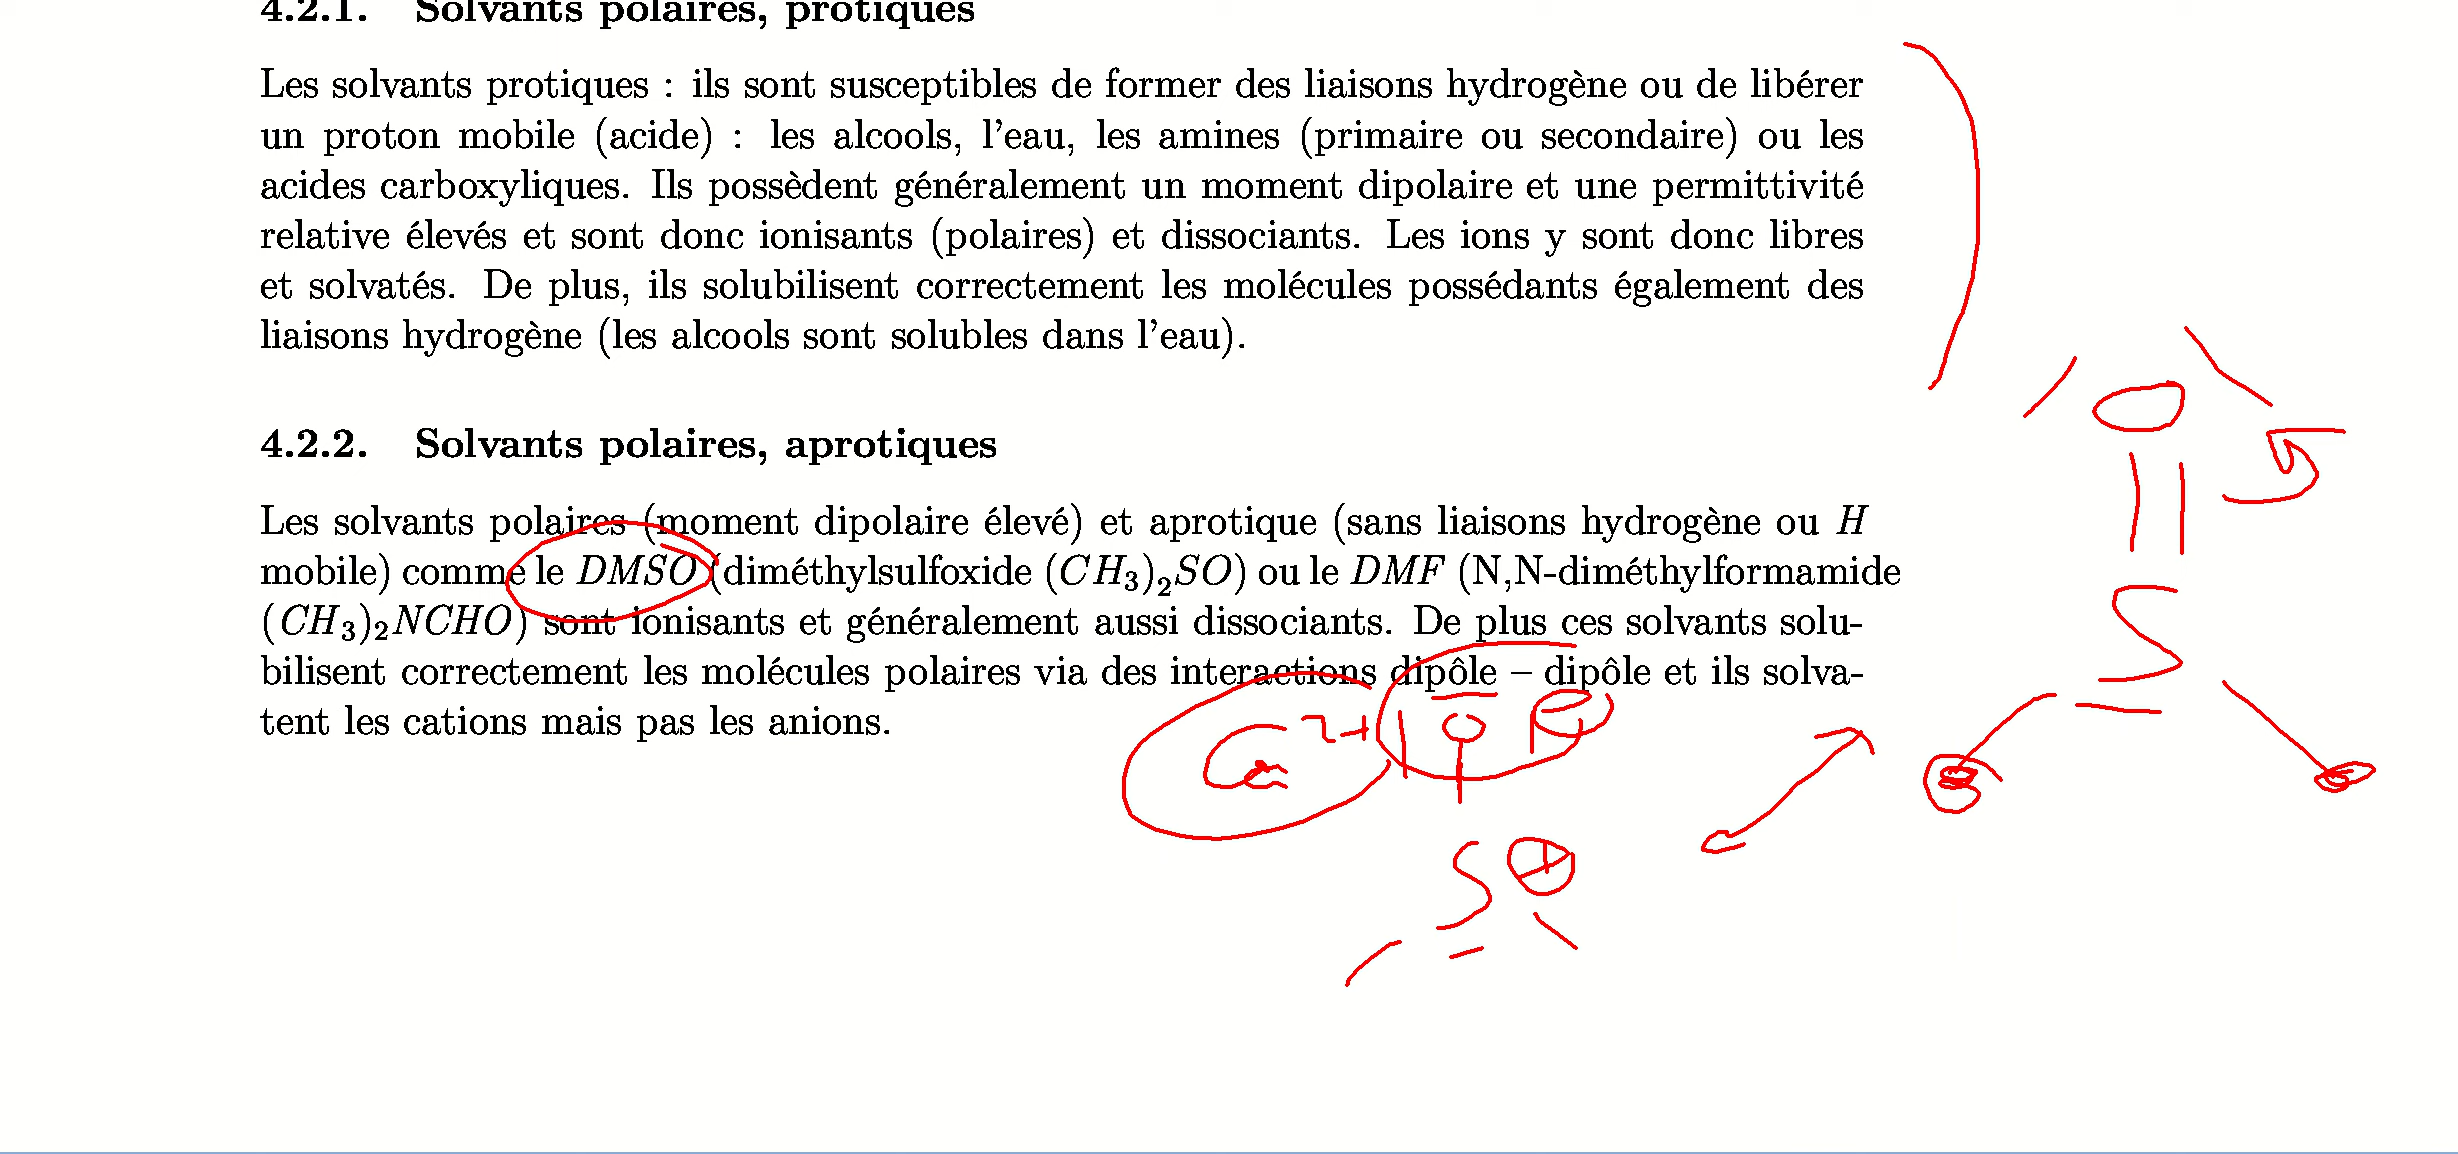 4.2.1. Solvants polaires, protiques
Les solvants protiques : ils sont susceptibles de former des liaisons hydrogène ou de libérer
un proton mobile (acide) : les alcools, l'eau, les amines (primaire ou secondaire) ou les
acides carboxyliques. Ils possèdent généralement un moment dipolaire et une permittivité
relative élevés et sont donc ionisants (polaires) et dissociants. Les ions y sont donc libres
et solvatés. De plus, ils solubilisent correctement les molécules possédants également des
liaisons hydrogène (les alcools sont solubles dans l'eau).
4.2.2. Solvants polaires, aprotiques
Les solvants polaires (moment dipolaire élevé) et aprotique (sans liaisons hydrogène ou H
mobile) comme le DMSO (diméthylsulfoxide (CH₃)₂SO) ou le DMF (N,N-diméthylformamide
(CH₃)₂NCHO) sont ionisants et généralement aussi dissociants. De plus ces solvants solu-
bilisent correctement les molécules polaires via des interactions dipôle – dipôle et ils solva-
tent les cations mais pas les anions.
O
S
Ca²⁺ O
S ⊕